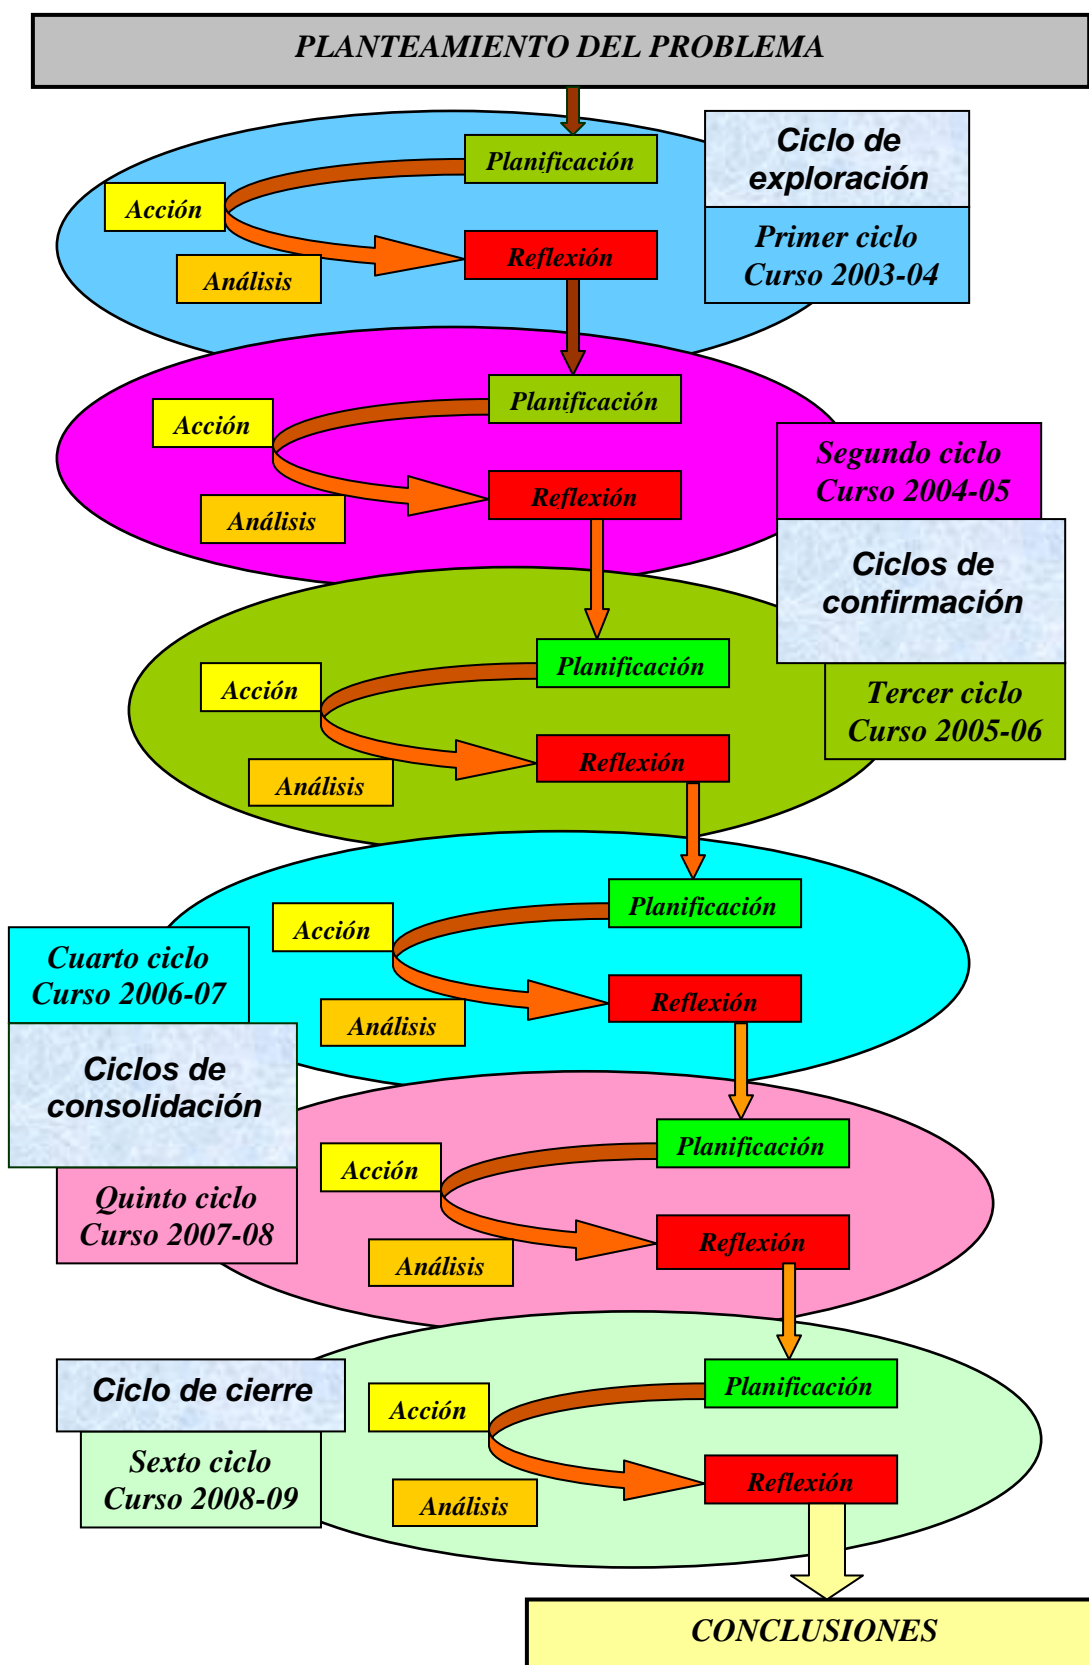 PLANTEAMIENTO DEL PROBLEMA
Planificación
Ciclo de
exploración
Acción
Primer ciclo
Curso 2003-04
Reflexión
Análisis
Planificación
Acción
Segundo ciclo
Curso 2004-05
Reflexión
Análisis
Ciclos de
confirmación
Planificación
Acción
Tercer ciclo
Curso 2005-06
Reflexión
Análisis
Planificación
Acción
Cuarto ciclo
Curso 2006-07
Reflexión
Análisis
Ciclos de
consolidación
Planificación
Acción
Quinto ciclo
Curso 2007-08
Reflexión
Análisis
Planificación
Ciclo de cierre
Acción
Sexto ciclo
Curso 2008-09
Reflexión
Análisis
CONCLUSIONES